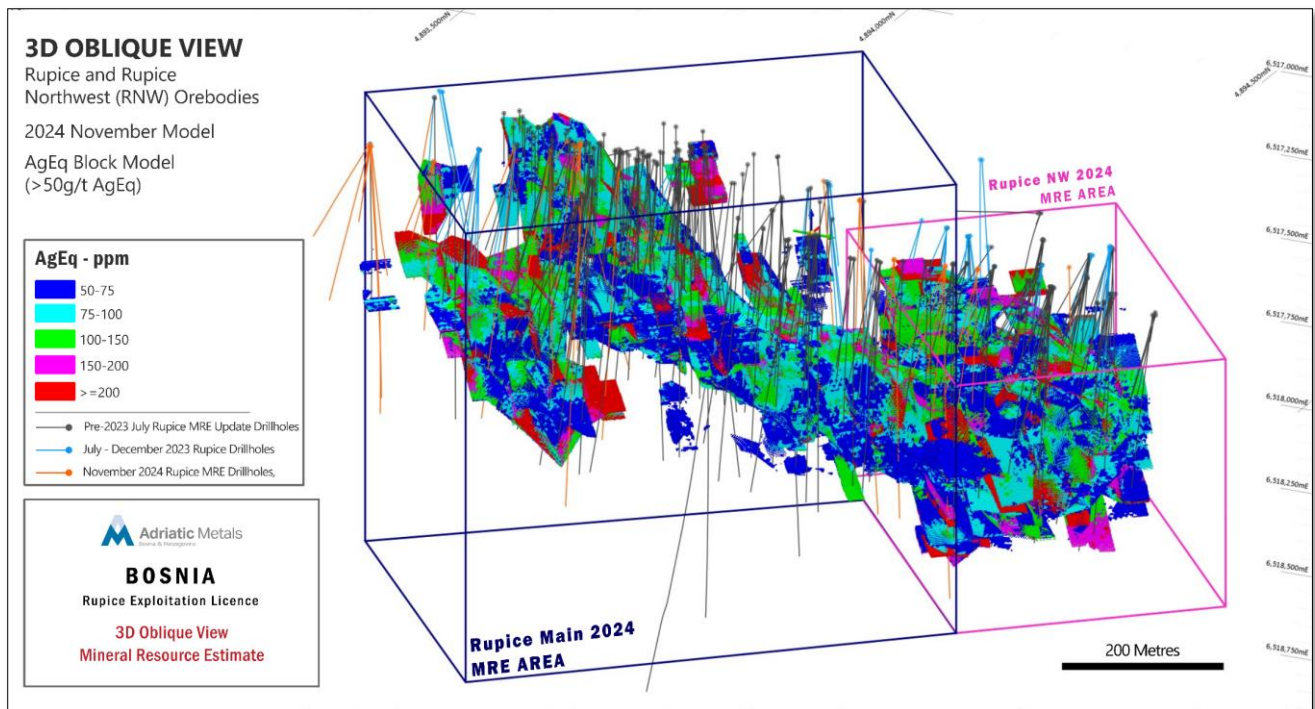 3D OBLIQUE VIEW
Rupice and Rupice
Northwest (RNW) Orebodies
2024 November Model
AgEq Block Model
(>50g/t AgEq)
AgEq - ppm
50-75
75-100
100-150
150-200
>=200
Pre-2023 July Rupice MRE Update Drillholes
July - December 2023 Rupice Drillholes
November 2024 Rupice MRE Drillholes,
Adriatic Metals
Bosnia & Herzegovina
BOSNIA
Rupice Exploitation Licence
3D Oblique View
Mineral Resource Estimate
4,893,500mN
4,894,000mN
4,894,500mN
6,517,000mE
6,517,250mE
6,517,500mE
6,517,750mE
6,518,000mE
6,518,250mE
6,518,500mE
6,518,750mE
Rupice NW 2024
MRE AREA
Rupice Main 2024
MRE AREA
200 Metres